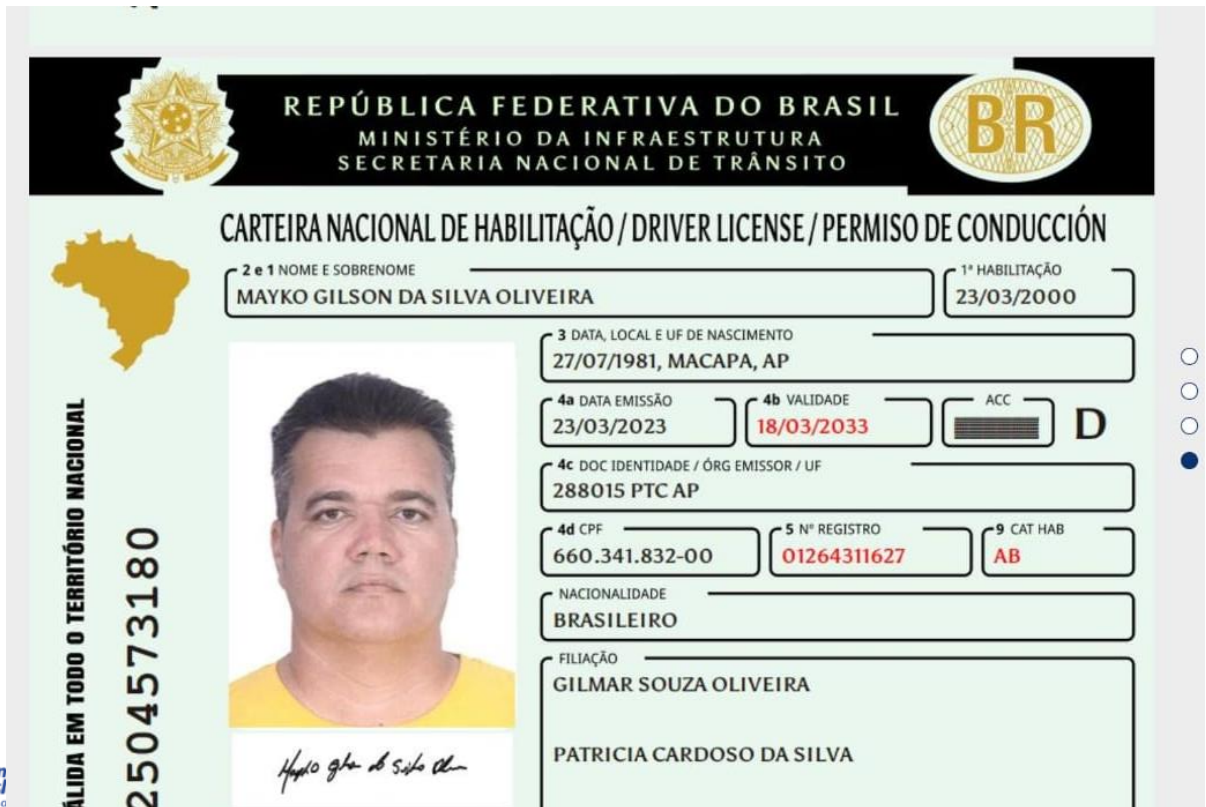 REPÚBLICA FEDERATIVA DO BRASIL
MINISTÉRIO DA INFRAESTRUTURA
SECRETARIA NACIONAL DE TRÂNSITO
BR
CARTEIRA NACIONAL DE HABILITAÇÃO / DRIVER LICENSE / PERMISO DE CONDUCCIÓN
2 e 1 NOME E SOBRENOME
MAYKO GILSON DA SILVA OLIVEIRA
1ª HABILITAÇÃO
23/03/2000
3 DATA, LOCAL E UF DE NASCIMENTO
27/07/1981, MACAPA, AP
4a DATA EMISSÃO
23/03/2023
4b VALIDADE
18/03/2033
ACC
D
4c DOC IDENTIDADE / ÓRG EMISSOR / UF
288015 PTC AP
4d CPF
660.341.832-00
5 Nº REGISTRO
01264311627
9 CAT HAB
AB
NACIONALIDADE
BRASILEIRO
FILIAÇÃO
GILMAR SOUZA OLIVEIRA
PATRICIA CARDOSO DA SILVA
ÁLIDA EM TODO O TERRITÓRIO NACIONAL
2504573180